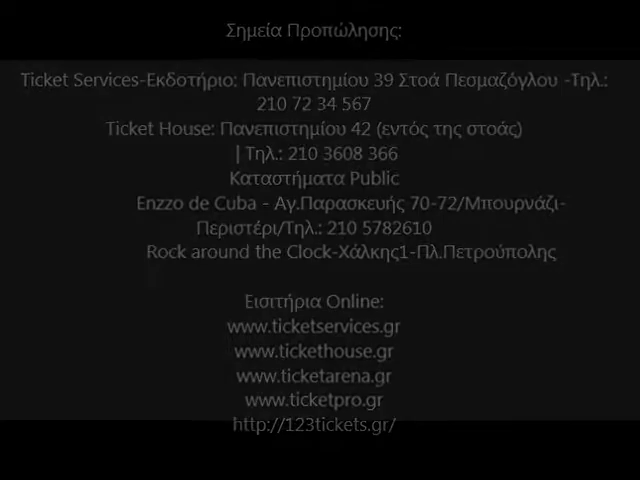 Σημεία Προπώλησης:
Ticket Services-Εκδοτήριο: Πανεπιστημίου 39 Στοά Πεσμαζόγλου -Τηλ.:
210 72 34 567
Ticket House: Πανεπιστημίου 42 (εντός της στοάς)
| Τηλ.: 210 3608 366
Καταστήματα Public
Enzzo de Cuba - Αγ.Παρασκευής 70-72/Μπουρνάζι-
Περιστέρι/Τηλ.: 210 5782610
Rock around the Clock-Χάλκης1-Πλ.Πετρούπολης
Εισιτήρια Online:
www.ticketservices.gr
www.tickethouse.gr
www.ticketarena.gr
www.ticketpro.gr
http://123tickets.gr/